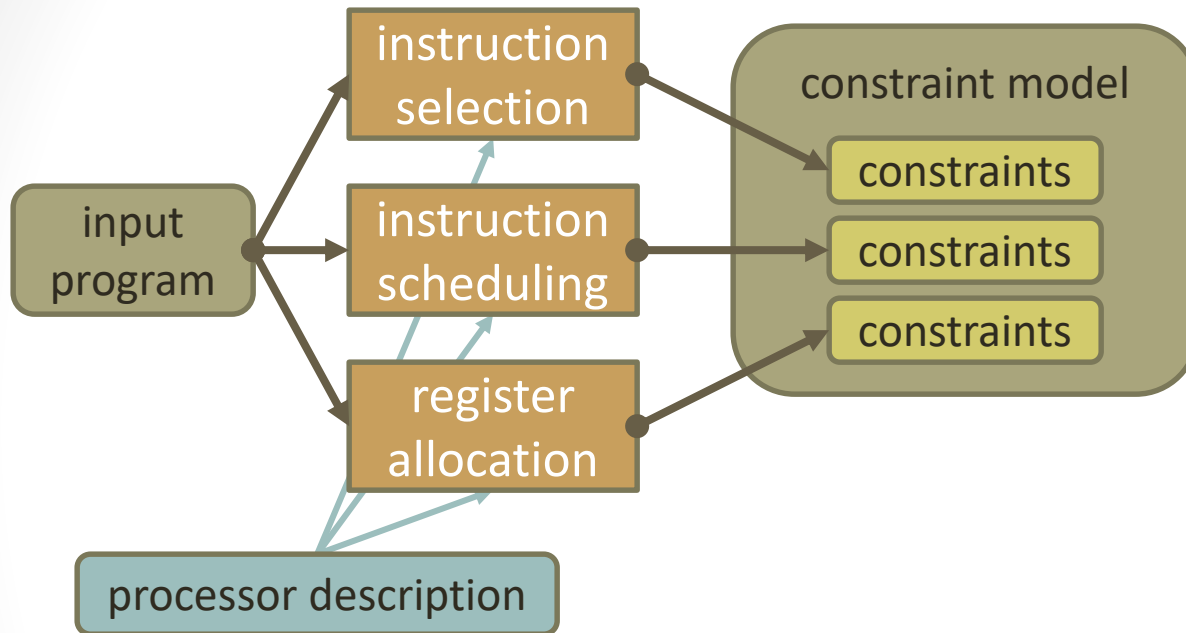 input
program
instruction
selection
instruction
scheduling
register
allocation
constraint model
constraints
constraints
constraints
processor description